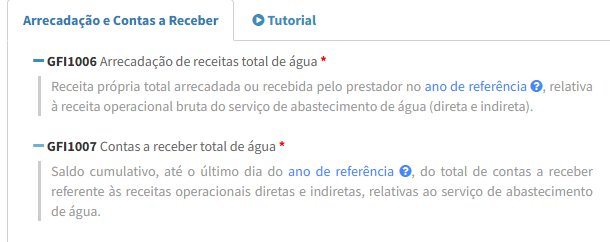 Arrecadação e Contas a Receber Tutorial
GFI1006 Arrecadação de receitas total de água *
Receita própria total arrecadada ou recebida pelo prestador no ano de referência, relativa
à receita operacional bruta do serviço de abastecimento de água (direta e indireta).
GFI1007 Contas a receber total de água *
Saldo cumulativo, até o último dia do ano de referência, do total de contas a receber
referente às receitas operacionais diretas e indiretas, relativas ao serviço de abastecimento
de água.